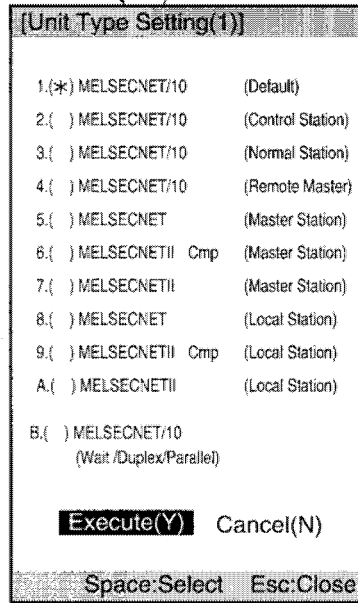 [Unit Type Setting(1)]
1.(*) MELSECNET/10 (Default)
2.( ) MELSECNET/10 (Control Station)
3.( ) MELSECNET/10 (Normal Station)
4.( ) MELSECNET/10 (Remote Master)
5.( ) MELSECNET (Master Station)
6.( ) MELSECNETII Cmp (Master Station)
7.( ) MELSECNETII (Master Station)
8.( ) MELSECNET (Local Station)
9.( ) MELSECNETII Cmp (Local Station)
A.( ) MELSECNETII (Local Station)
B.( ) MELSECNET/10
(Wait /Duplex/Parallel)
Execute(Y) Cancel(N)
Space:Select Esc:Close